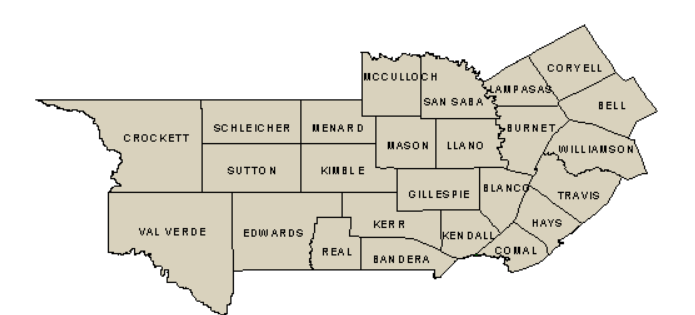 CORYELL
MCCULLOCH
LAMPASAS
SAN SABA
BELL
SCHLEICHER
MENARD
BURNET
CROCKETT
MASON
LLANO
WILLIAMSON
SUTTON
KIMBLE
GILLESPIE
BLANCO
TRAVIS
KERR
HAYS
VAL VERDE
EDWARDS
KENDALL
REAL
BANDERA
COMAL